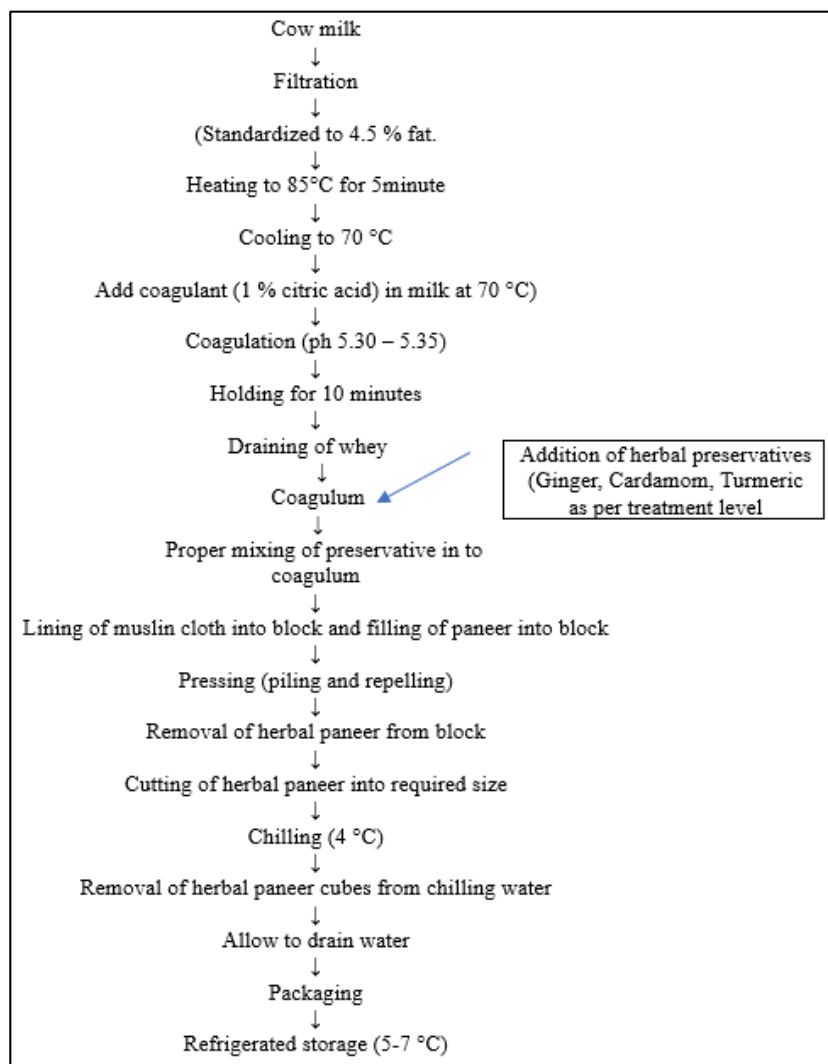 Cow milk
↓
Filtration
↓
(Standardized to 4.5 % fat.
↓
Heating to 85°C for 5minute
↓
Cooling to 70 °C
↓
Add coagulant (1 % citric acid) in milk at 70 °C)
↓
Coagulation (ph 5.30 – 5.35)
↓
Holding for 10 minutes
↓
Draining of whey
↓
Coagulum
Addition of herbal preservatives
(Ginger, Cardamom, Turmeric
as per treatment level
↓
Proper mixing of preservative in to
coagulum
↓
Lining of muslin cloth into block and filling of paneer into block
↓
Pressing (piling and repelling)
↓
Removal of herbal paneer from block
↓
Cutting of herbal paneer into required size
↓
Chilling (4 °C)
↓
Removal of herbal paneer cubes from chilling water
↓
Allow to drain water
↓
Packaging
↓
Refrigerated storage (5-7 °C)